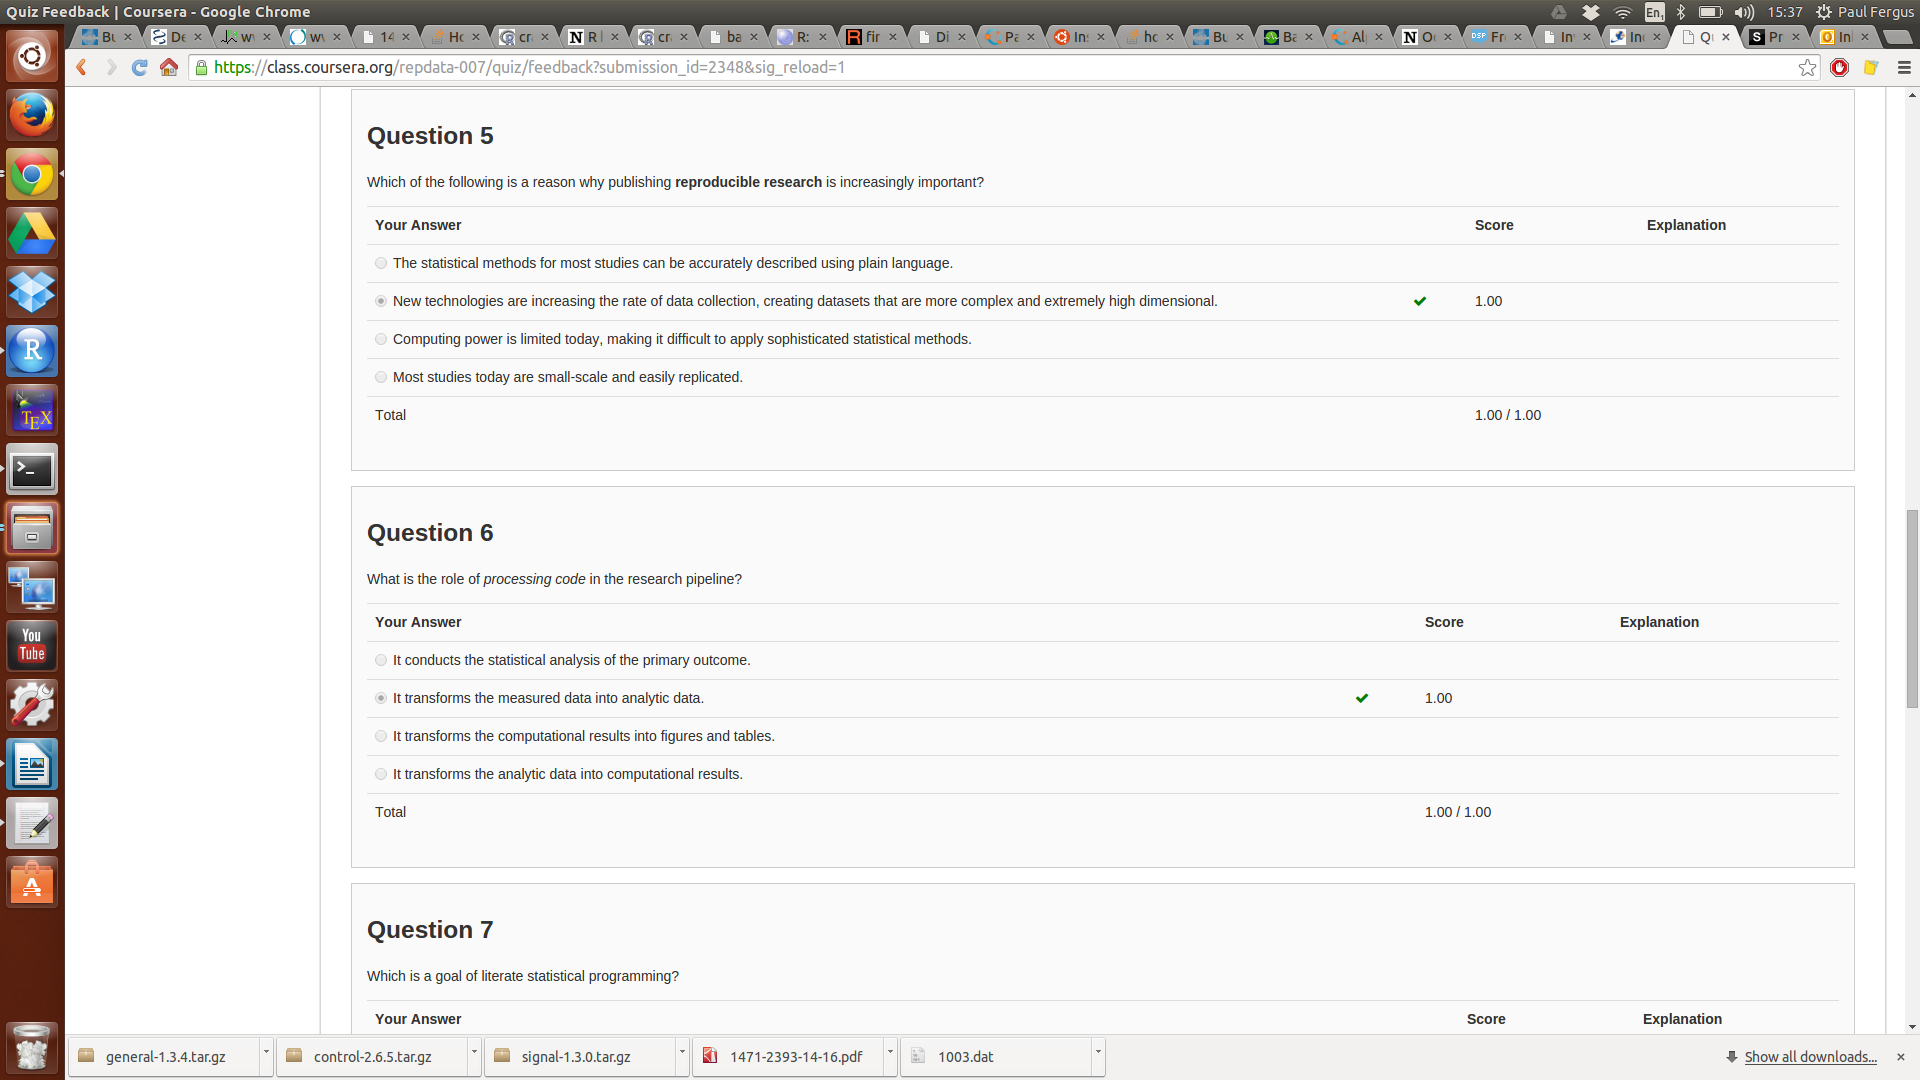 Quiz Feedback | Coursera - Google Chrome
En1
15:37
Paul Fergus
Bu De wv wv 14 Ho cr R cr ba R: fir Di Pa In: ho Bu Ba Al O Fr In In Q Pr In
https://class.coursera.org/repdata-007/quiz/feedback?submission_id=2348&sig_reload=1
Question 5
Which of the following is a reason why publishing reproducible research is increasingly important?
Your Answer Score Explanation
The statistical methods for most studies can be accurately described using plain language.
New technologies are increasing the rate of data collection, creating datasets that are more complex and extremely high dimensional. 1.00
Computing power is limited today, making it difficult to apply sophisticated statistical methods.
Most studies today are small-scale and easily replicated.
Total 1.00 / 1.00
Question 6
What is the role of processing code in the research pipeline?
Your Answer Score Explanation
It conducts the statistical analysis of the primary outcome.
It transforms the measured data into analytic data. 1.00
It transforms the computational results into figures and tables.
It transforms the analytic data into computational results.
Total 1.00 / 1.00
Question 7
Which is a goal of literate statistical programming?
Your Answer Score Explanation
R
TEX
You
Tube
general-1.3.4.tar.gz
control-2.6.5.tar.gz
signal-1.3.0.tar.gz
1471-2393-14-16.pdf
1003.dat
Show all downloads...